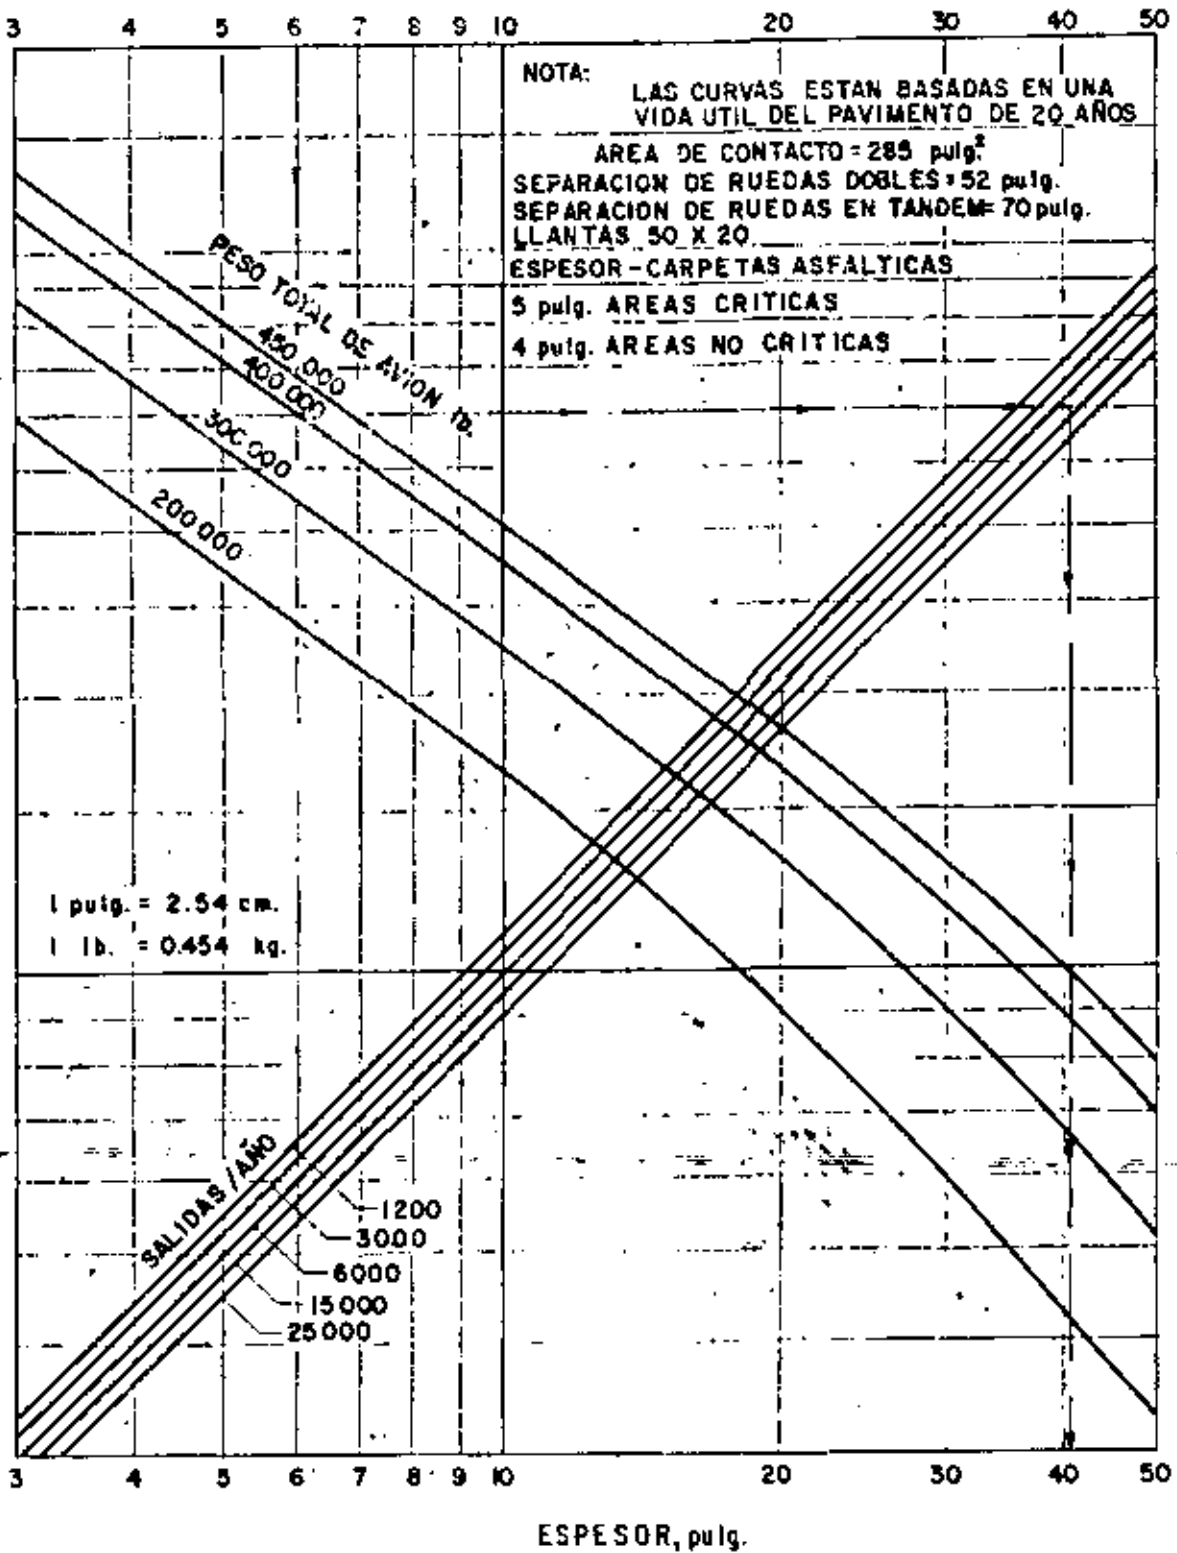 3 4 5 6 7 8 9 10 20 30 40 50
NOTA:
LAS CURVAS ESTAN BASADAS EN UNA
VIDA UTIL DEL PAVIMENTO DE 20 AÑOS
AREA DE CONTACTO = 285 pulg.²
SEPARACION DE RUEDAS DOBLES = 52 pulg.
SEPARACION DE RUEDAS EN TANDEM = 70 pulg.
LLANTAS 50 X 20
ESPESOR - CARPETAS ASFALTICAS
5 pulg. AREAS CRITICAS
4 pulg. AREAS NO CRITICAS
PESO TOTAL DE AVION lb.
450 000
400 000
300 000
200 000
1 pulg. = 2.54 cm.
1 lb. = 0.454 kg.
SALIDAS / AÑO
1200
3000
6000
15000
25000
3 4 5 6 7 8 9 10 20 30 40 50
ESPESOR, pulg.